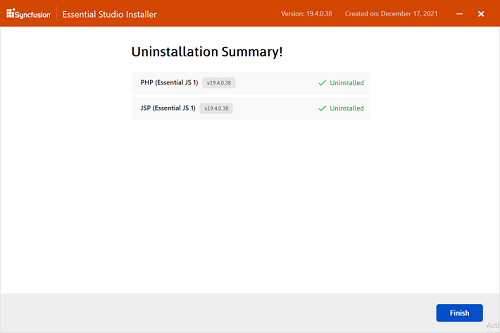 Syncfusion Essential Studio Installer Version: 19.4.0.38 Created on: December 17, 2021
Uninstallation Summary!
PHP (Essential JS 1) v19.4.0.38 Uninstalled
JSP (Essential JS 1) v19.4.0.38 Uninstalled
Finish